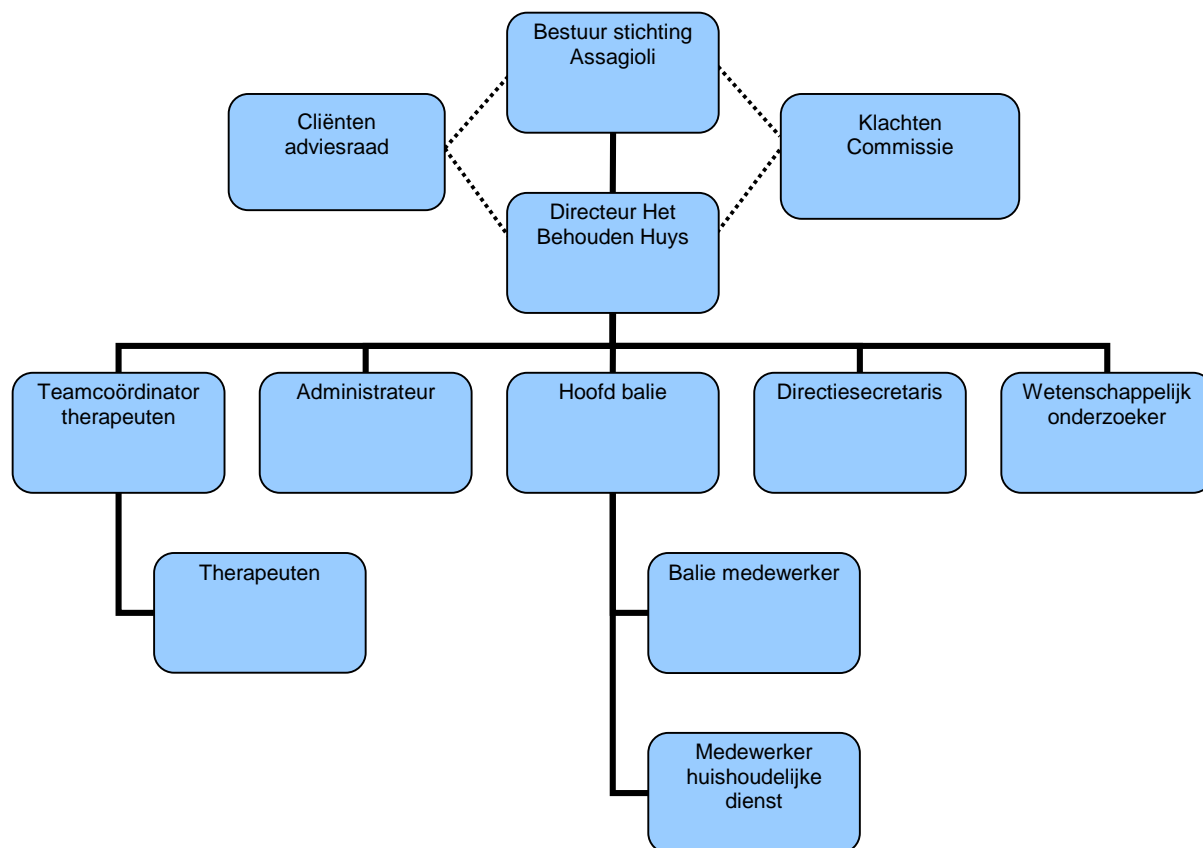 Bestuur stichting
Assagioli
Cliënten
adviesraad
Klachten
Commissie
Directeur Het
Behouden Huys
Teamcoördinator
therapeuten
Administrateur
Hoofd balie
Directiesecretaris
Wetenschappelijk
onderzoeker
Therapeuten
Balie medewerker
Medewerker
huishoudelijke
dienst